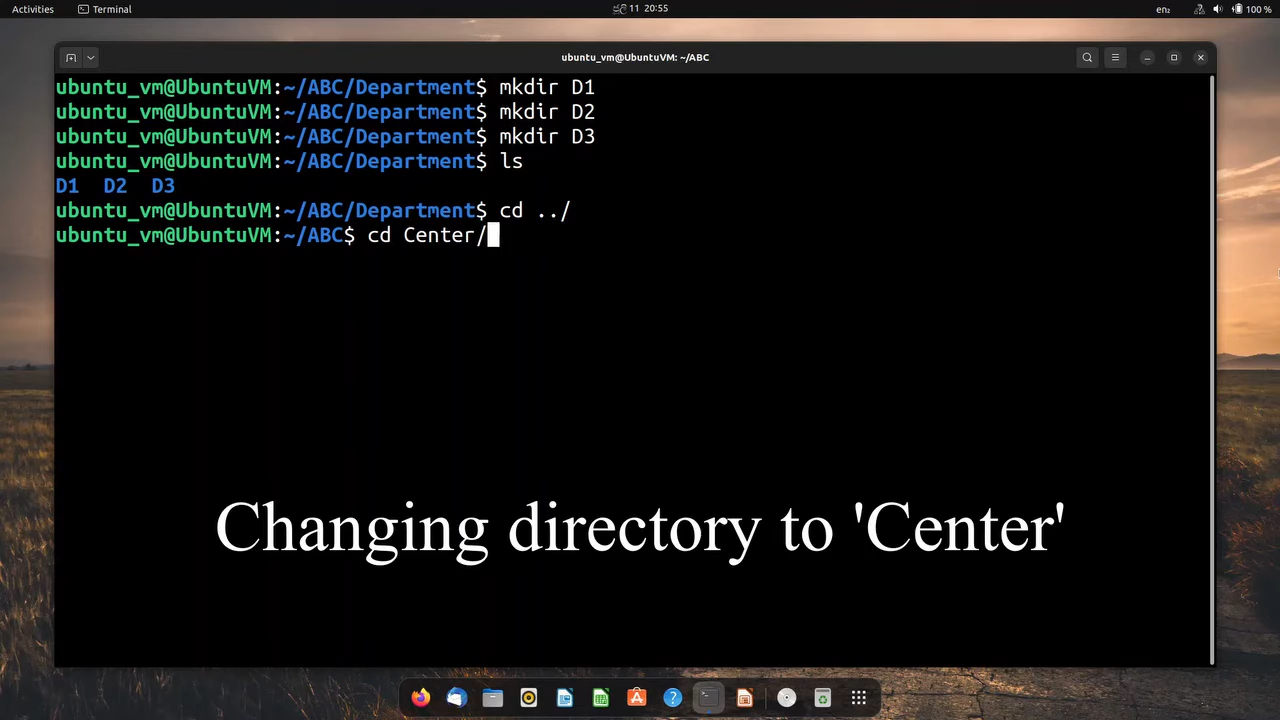 Activities
Terminal
11 20:55
en₂
100 %
ubuntu_vm@UbuntuVM: ~/ABC
ubuntu_vm@UbuntuVM:~/ABC/Department$ mkdir D1
ubuntu_vm@UbuntuVM:~/ABC/Department$ mkdir D2
ubuntu_vm@UbuntuVM:~/ABC/Department$ mkdir D3
ubuntu_vm@UbuntuVM:~/ABC/Department$ ls
D1 D2 D3
ubuntu_vm@UbuntuVM:~/ABC/Department$ cd ../
ubuntu_vm@UbuntuVM:~/ABC$ cd Center/
Changing directory to 'Center'